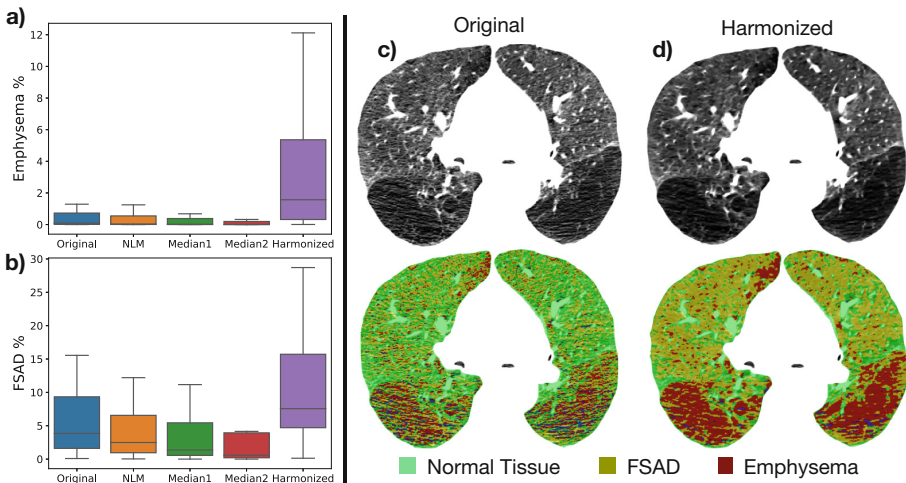 a)
Emphysema %
12
10
8
6
4
2
0
Original NLM Median1 Median2 Harmonized
b)
FSAD %
30
25
20
15
10
5
0
Original NLM Median1 Median2 Harmonized
Original
Harmonized
c)
d)
Normal Tissue FSAD Emphysema